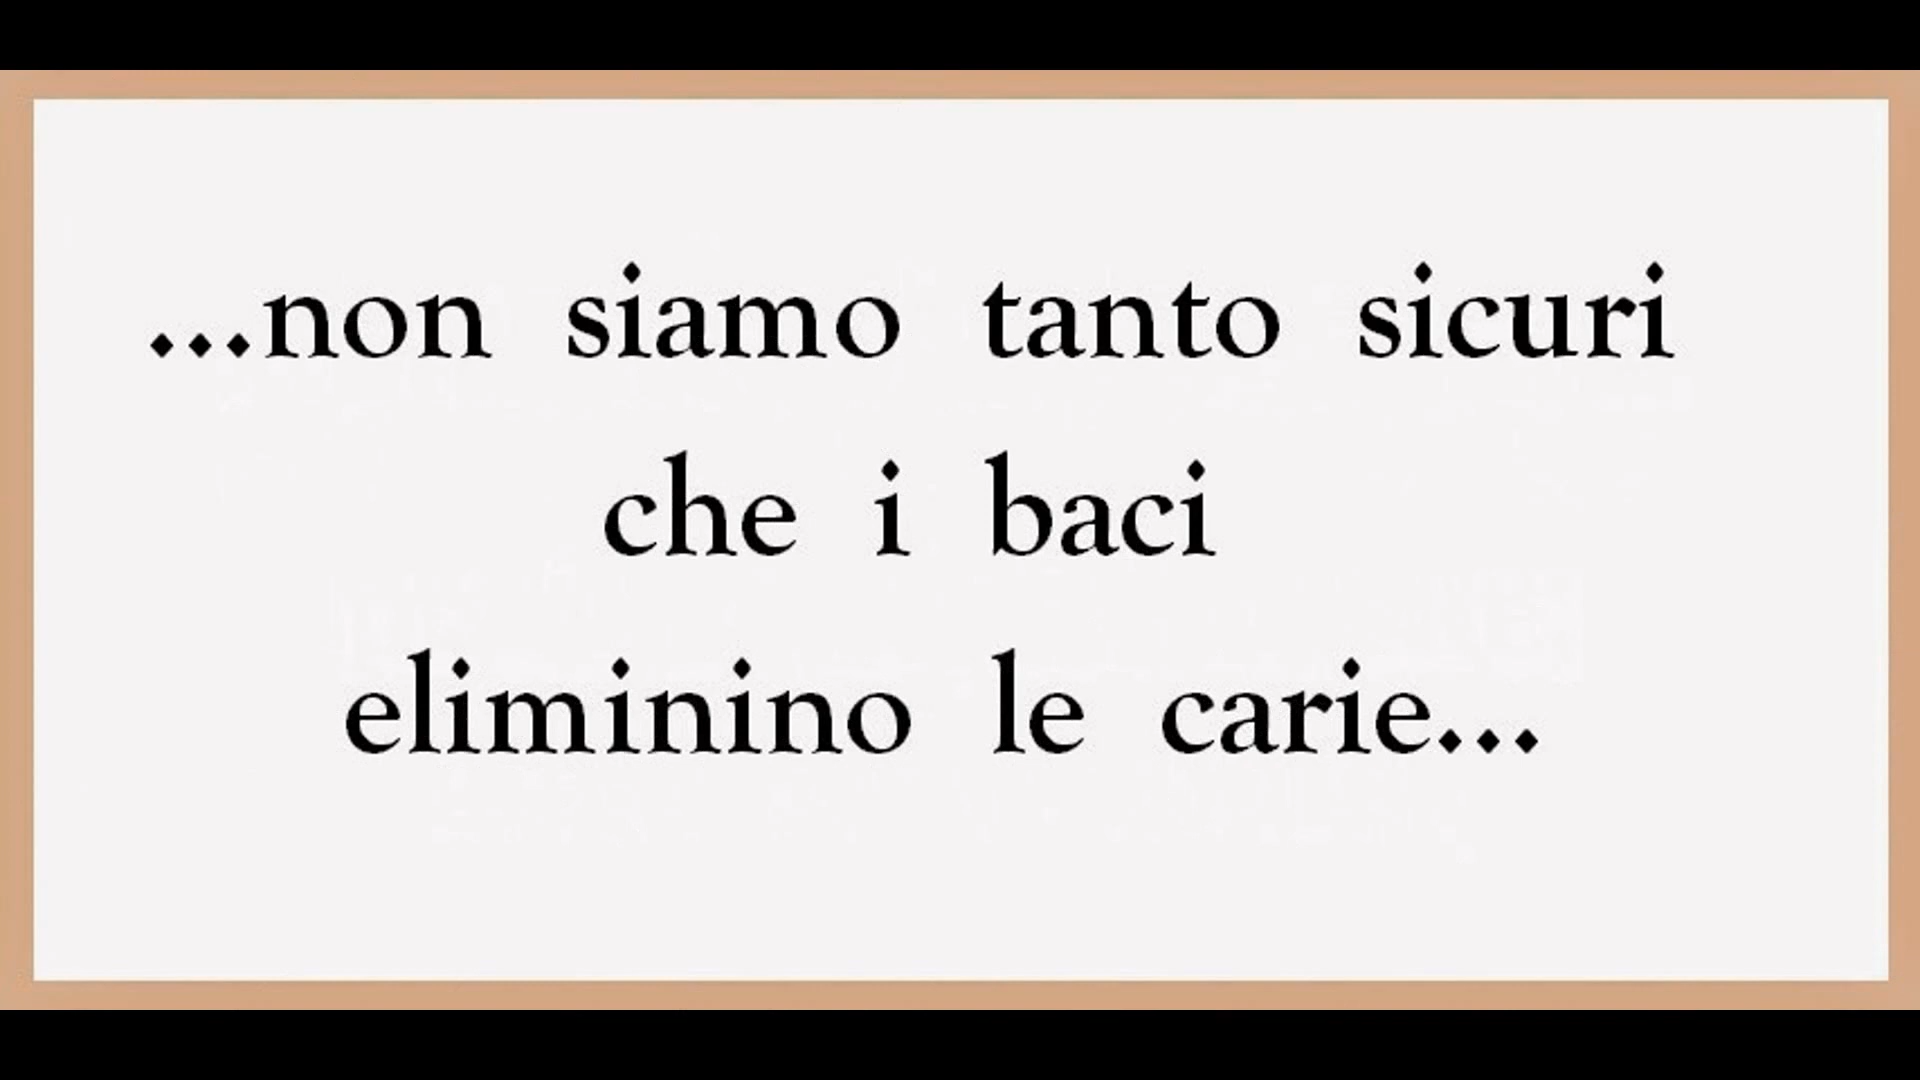 ...non siamo tanto sicuri
che i baci
eliminino le carie...